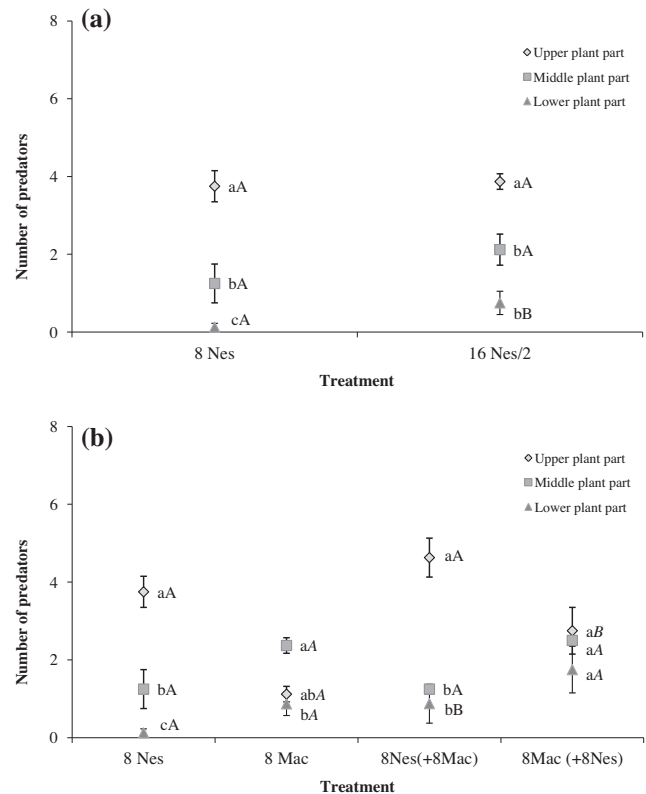 (a)
8
6
4
2
0
Number of predators
Upper plant part
Middle plant part
Lower plant part
aA
bA
cA
aA
bA
bB
8 Nes
16 Nes/2
Treatment
(b)
8
6
4
2
0
Number of predators
Upper plant part
Middle plant part
Lower plant part
aA
bA
cA
aA
abA
bA
aA
bA
bB
aB
aA
aA
8 Nes
8 Mac
8Nes(+8Mac)
8Mac (+8Nes)
Treatment